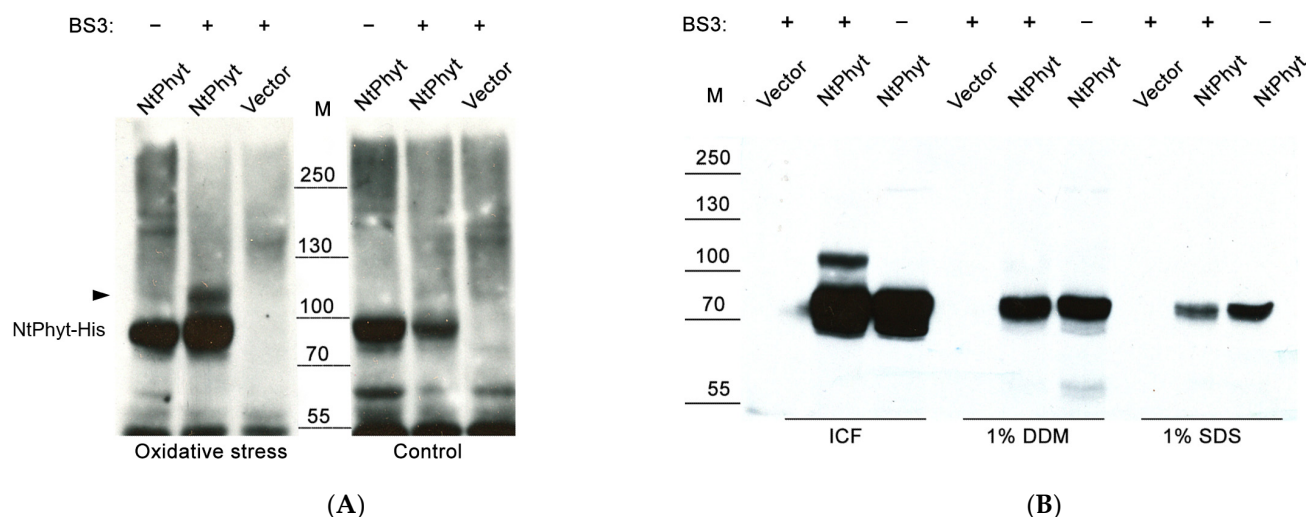 BS3: – + + – + +
NtPhyt NtPhyt Vector M NtPhyt NtPhyt Vector
250
130
100
70
55
NtPhyt-His
Oxidative stress Control
(A)
BS3: + + – + + – + + –
M Vector NtPhyt NtPhyt Vector NtPhyt NtPhyt Vector NtPhyt NtPhyt
250
130
100
70
55
ICF 1% DDM 1% SDS
(B)